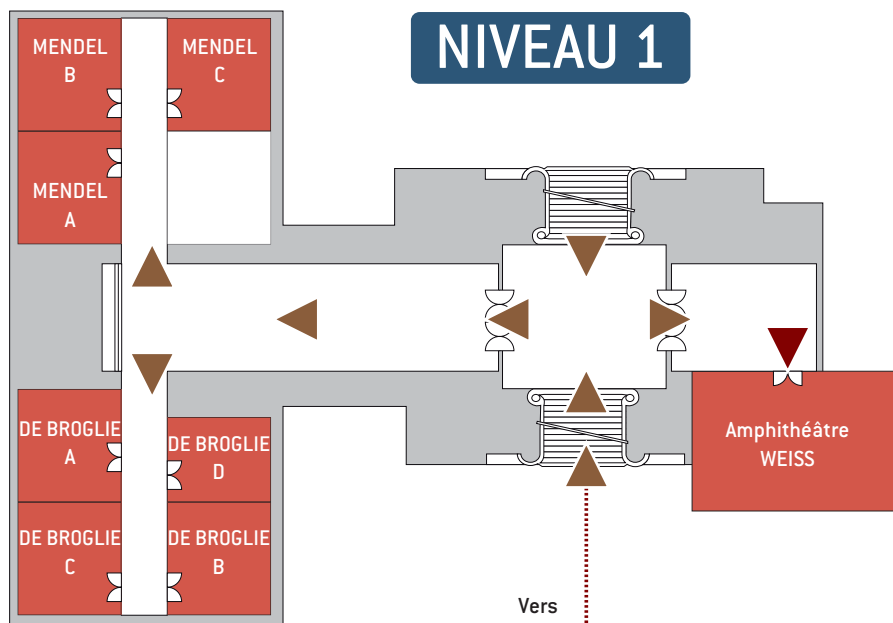 NIVEAU 1
MENDEL
B
MENDEL
C
MENDEL
A
DE BROGLIE
A
DE BROGLIE
D
DE BROGLIE
C
DE BROGLIE
B
Amphithéâtre
WEISS
Vers